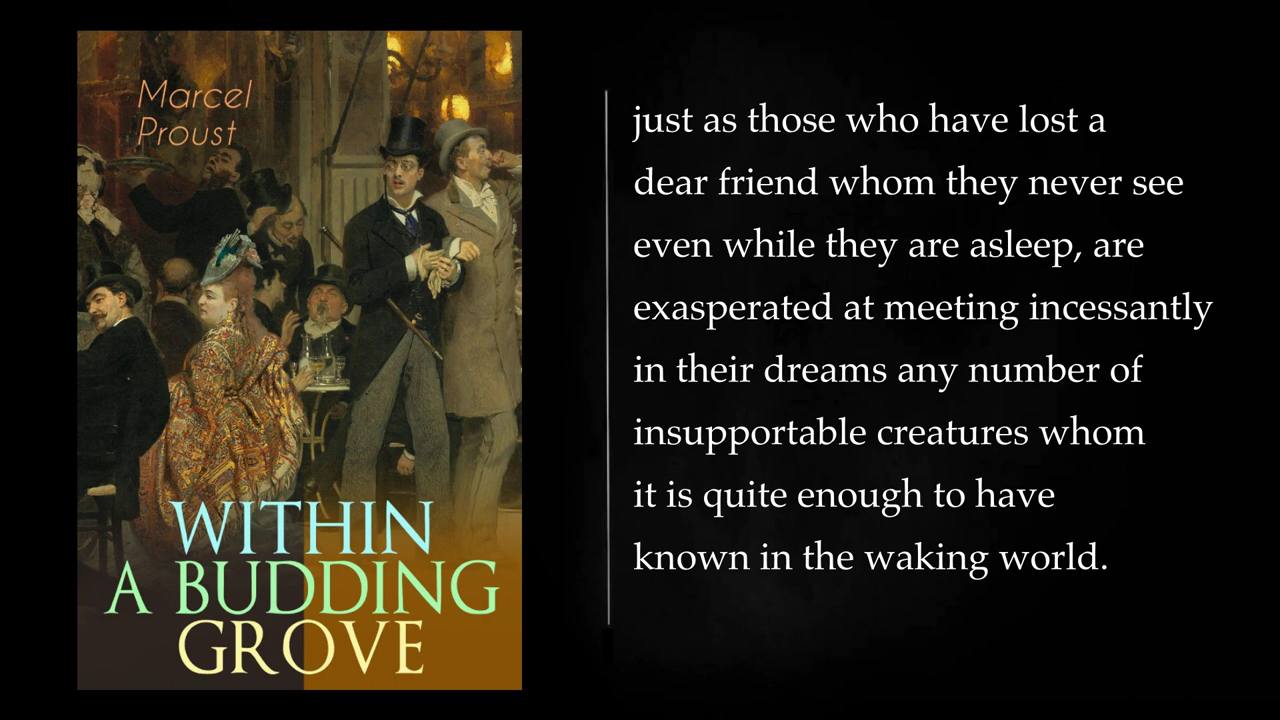 Marcel
Proust
WITHIN
A BUDDING
GROVE
just as those who have lost a
dear friend whom they never see
even while they are asleep, are
exasperated at meeting incessantly
in their dreams any number of
insupportable creatures whom
it is quite enough to have
known in the waking world.